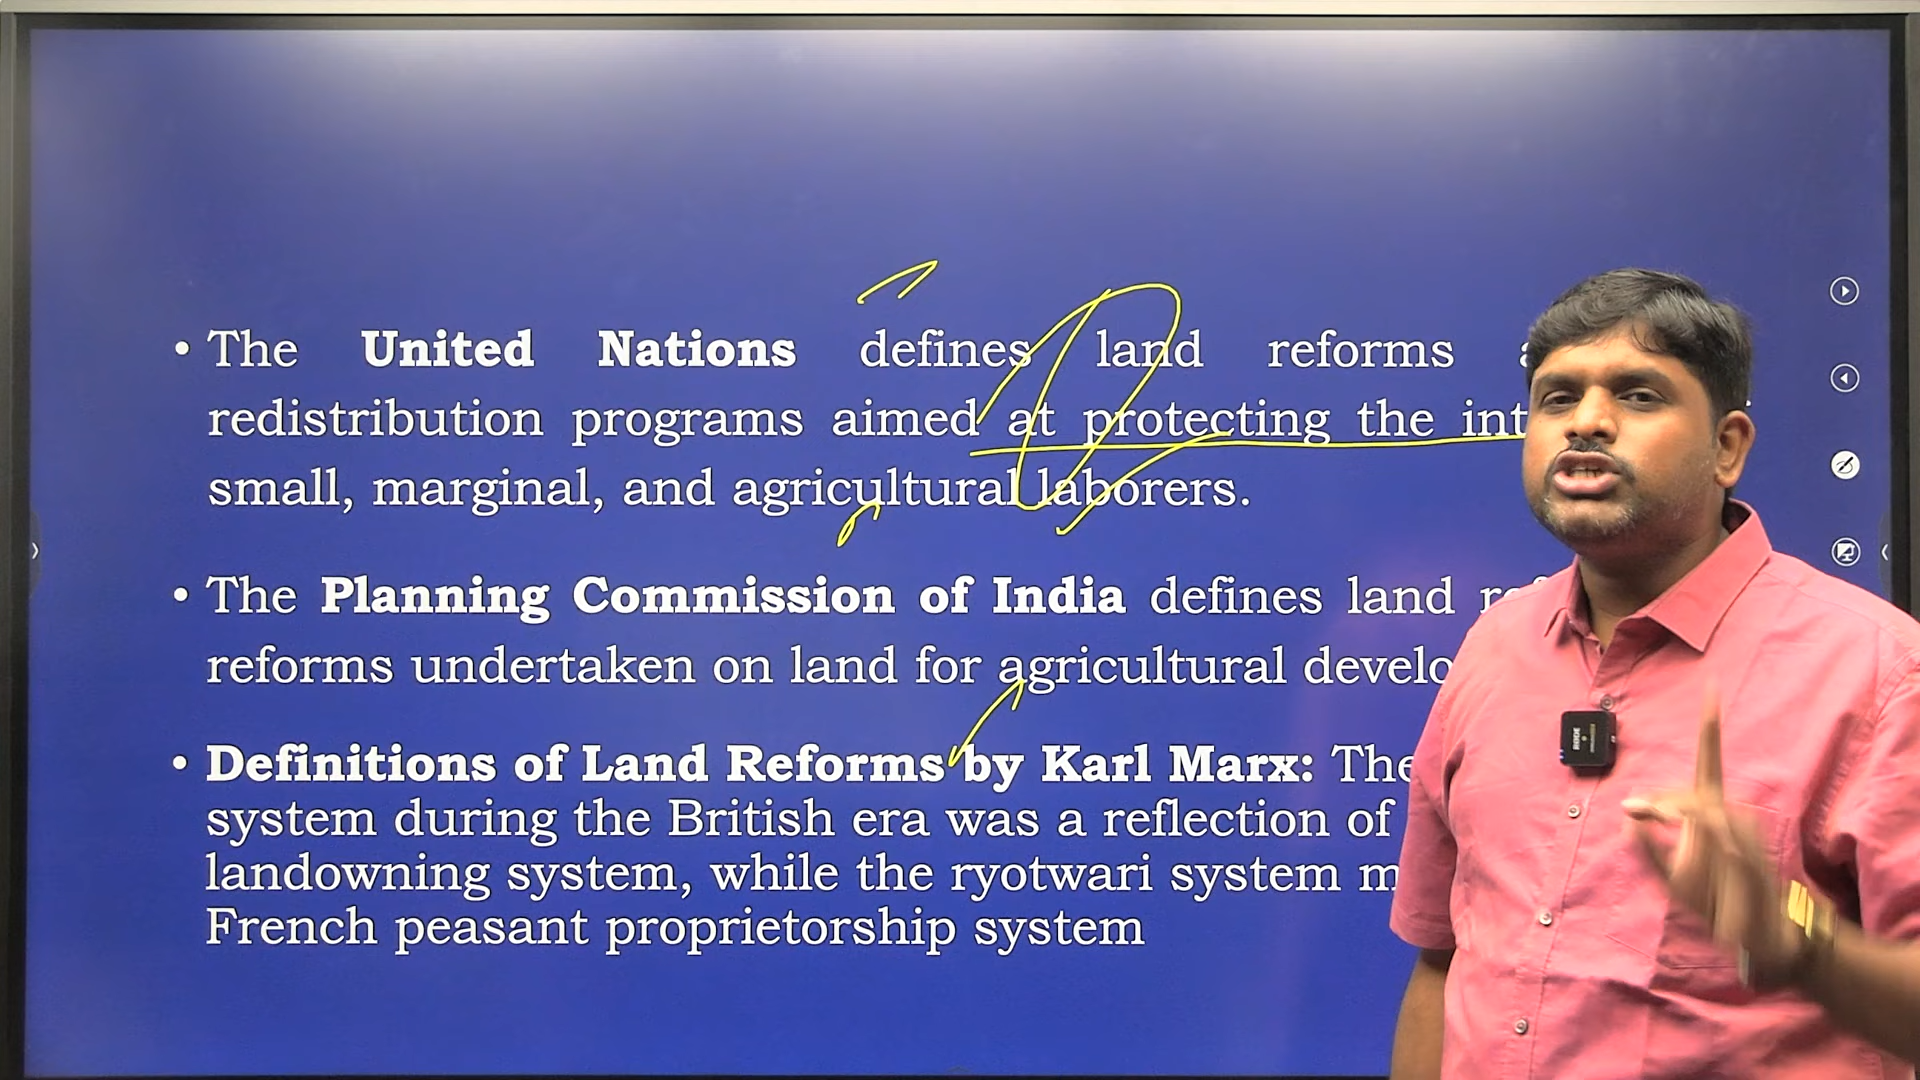 • The United Nations defines land reforms
redistribution programs aimed at protecting the
small, marginal, and agricultural laborers.
• The Planning Commission of India defines land
reforms undertaken on land for agricultural
• Definitions of Land Reforms by Karl Marx: The
system during the British era was a reflection of
landowning system, while the ryotwari system
French peasant proprietorship system
RODE